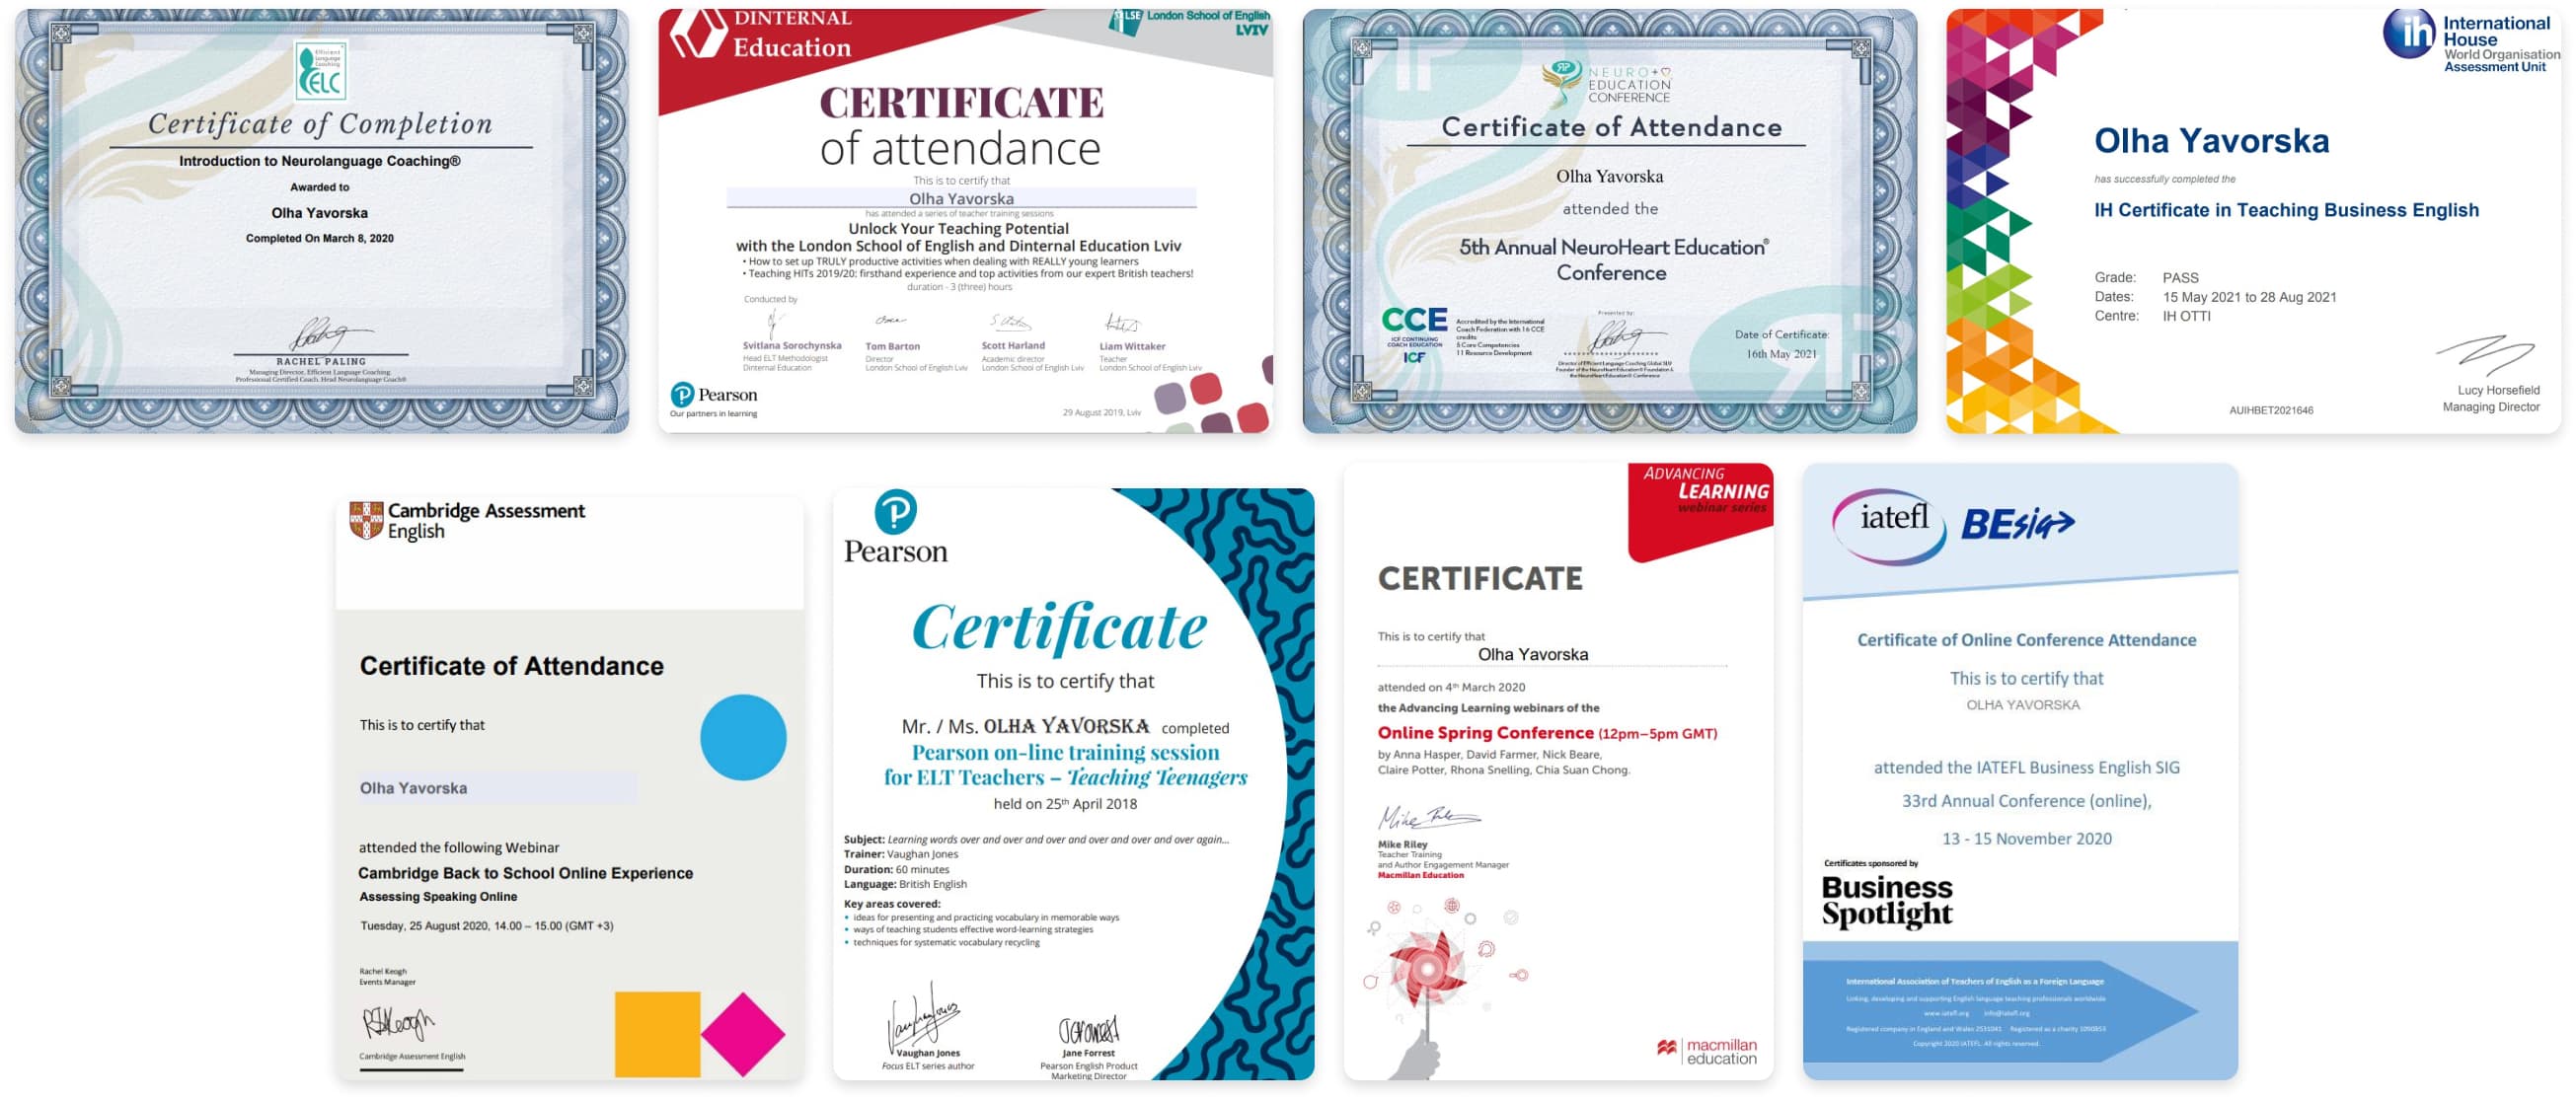 Efficient
Language
Coaching
ELC
Certificate of Completion
Introduction to Neurolanguage Coaching®
Awarded to
Olha Yavorska
Completed On March 8, 2020
RACHEL PALING
Managing Director, Efficient Language Coaching,
Professional Certified Coach, Head Neurolanguage Coach®
DINTERNAL
Education
LSE London School of English
LVIV
CERTIFICATE
of attendance
This is to certify that
Olha Yavorska
has attended a series of teacher training sessions
Unlock Your Teaching Potential
with the London School of English and Dinternal Education Lviv
• How to set up TRULY productive activities when dealing with REALLY young learners
• Teaching HITs 2019/20: firsthand experience and top activities from our expert British teachers!
duration - 3 (three) hours
Conducted by
Svitlana Sorochynska
Head ELT Methodologist
Dinternal Education
Tom Barton
Director
London School of English Lviv
Scott Harland
Academic director
London School of English Lviv
Liam Wittaker
Teacher
London School of English Lviv
Pearson
Our partners in learning
29 August 2019, Lviv
NEURO+
EDUCATION
CONFERENCE
Certificate of Attendance
Olha Yavorska
attended the
5th Annual NeuroHeart Education®
Conference
CCE
ICF CONTINUING
COACH EDUCATION
ICF
Accredited by the International
Coach Federation with 16 CCE
credits
5 Core Competencies
11 Resource Development
Presented by:
Director of Efficient Language Coaching Global SLU
Founder of the NeuroHeartEducation® Foundation &
the NeuroHeartEducation® Conference
Date of Certificate:
16th May 2021
ih
International
House
World Organisation
Assessment Unit
Olha Yavorska
has successfully completed the
IH Certificate in Teaching Business English
Grade: PASS
Dates: 15 May 2021 to 28 Aug 2021
Centre: IH OTTI
Lucy Horsefield
Managing Director
AUIHBET2021646
Cambridge Assessment
English
Certificate of Attendance
This is to certify that
Olha Yavorska
attended the following Webinar
Cambridge Back to School Online Experience
Assessing Speaking Online
Tuesday, 25 August 2020, 14.00 – 15.00 (GMT +3)
Rachel Keogh
Events Manager
Cambridge Assessment English
Pearson
Certificate
This is to certify that
Mr. / Ms. OLHA YAVORSKA completed
Pearson on-line training session
for ELT Teachers – Teaching Teenagers
held on 25th April 2018
Subject: Learning words over and over and over and over and over and over again...
Trainer: Vaughan Jones
Duration: 60 minutes
Language: British English
Key areas covered:
• ideas for presenting and practicing vocabulary in memorable ways
• ways of teaching students effective word-learning strategies
• techniques for systematic vocabulary recycling
Vaughan Jones
Focus ELT series author
Jane Forrest
Pearson English Product
Marketing Director
ADVANCING
LEARNING
webinar series
CERTIFICATE
This is to certify that
Olha Yavorska
attended on 4th March 2020
the Advancing Learning webinars of the
Online Spring Conference (12pm–5pm GMT)
by Anna Hasper, David Farmer, Nick Beare,
Claire Potter, Rhona Snelling, Chia Suan Chong.
Mike Riley
Teacher Training
and Author Engagement Manager
Macmillan Education
macmillan
education
iatefl BEsig
Certificate of Online Conference Attendance
This is to certify that
OLHA YAVORSKA
attended the IATEFL Business English SIG
33rd Annual Conference (online),
13 - 15 November 2020
Certificates sponsored by
Business
Spotlight
International Association of Teachers of English as a Foreign Language
Linking, developing and supporting English language teaching professionals worldwide
www.iatefl.org info@iatefl.org
Registered company in England and Wales 2531041 Registered as a charity 1090853
Copyright 2020 IATEFL. All rights reserved.